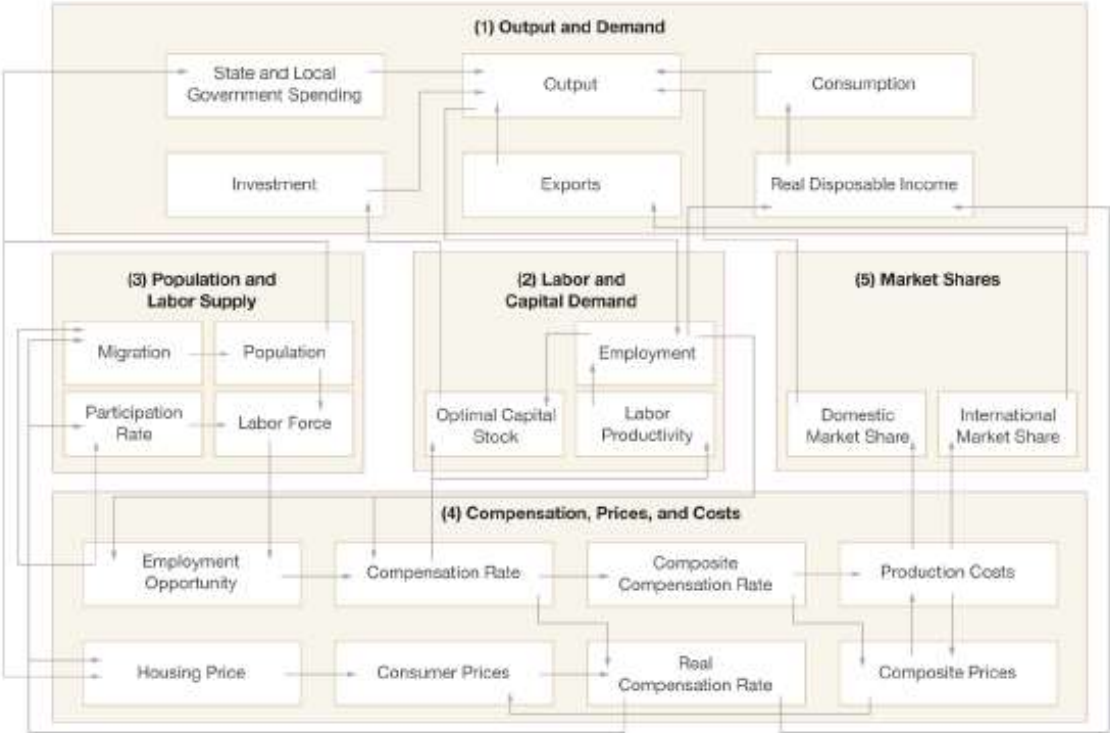 (1) Output and Demand
State and Local
Government Spending
Output
Consumption
Investment
Exports
Real Disposable Income
(3) Population and
Labor Supply
Migration
Population
Participation
Rate
Labor Force
(2) Labor and
Capital Demand
Employment
Optimal Capital
Stock
Labor
Productivity
(5) Market Shares
Domestic
Market Share
International
Market Share
(4) Compensation, Prices, and Costs
Employment
Opportunity
Compensation Rate
Composite
Compensation Rate
Production Costs
Housing Price
Consumer Prices
Real
Compensation Rate
Composite Prices